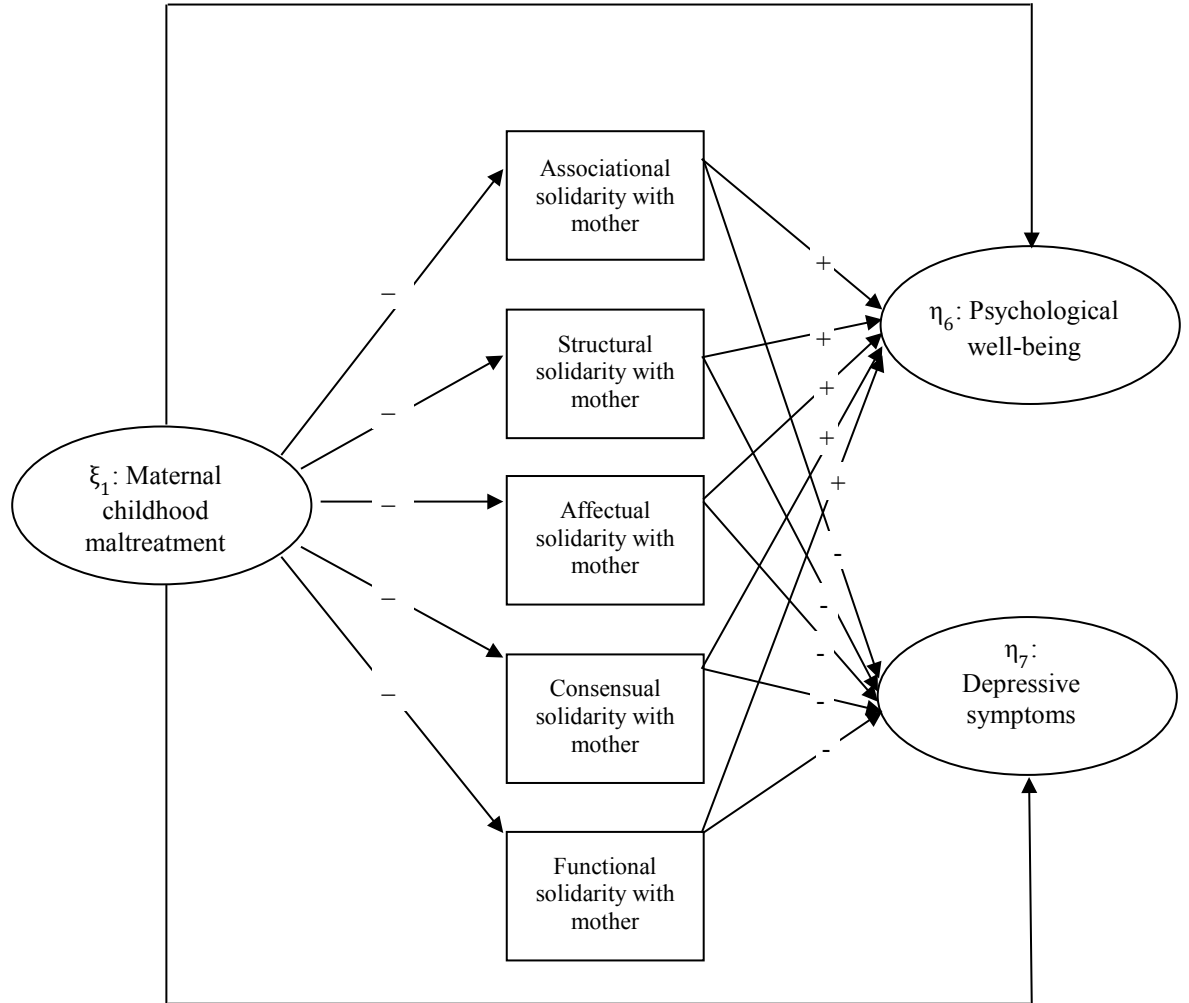 Associational
solidarity with
mother
+
–
η6: Psychological
well-being
Structural
solidarity with
mother
+
–
+
+
ξ1: Maternal
childhood
maltreatment
–
Affectual
solidarity with
mother
+
-
-
–
-
η7:
Depressive
symptoms
Consensual
solidarity with
mother
–
-
-
Functional
solidarity with
mother